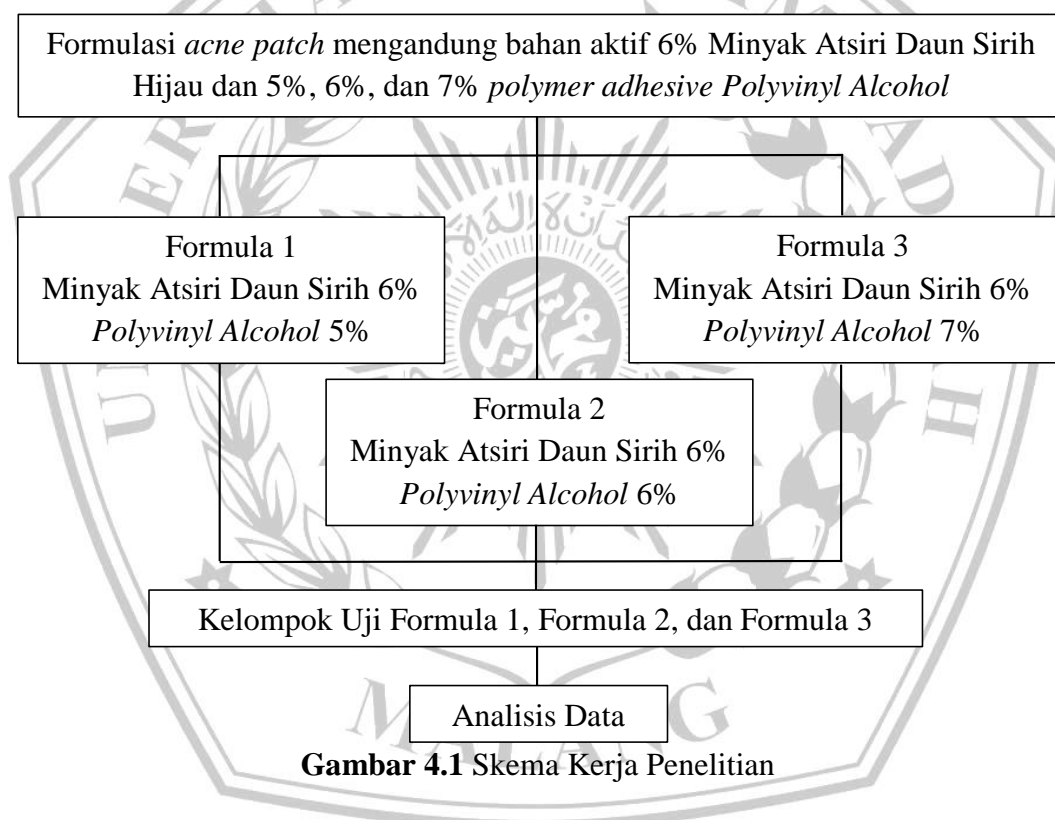 Formulasi acne patch mengandung bahan aktif 6% Minyak Atsiri Daun Sirih
Hijau dan 5%, 6%, dan 7% polymer adhesive Polyvinyl Alcohol
Formula 1
Minyak Atsiri Daun Sirih 6%
Polyvinyl Alcohol 5%
Formula 3
Minyak Atsiri Daun Sirih 6%
Polyvinyl Alcohol 7%
Formula 2
Minyak Atsiri Daun Sirih 6%
Polyvinyl Alcohol 6%
Kelompok Uji Formula 1, Formula 2, dan Formula 3
Analisis Data
MALANG
Gambar 4.1 Skema Kerja Penelitian